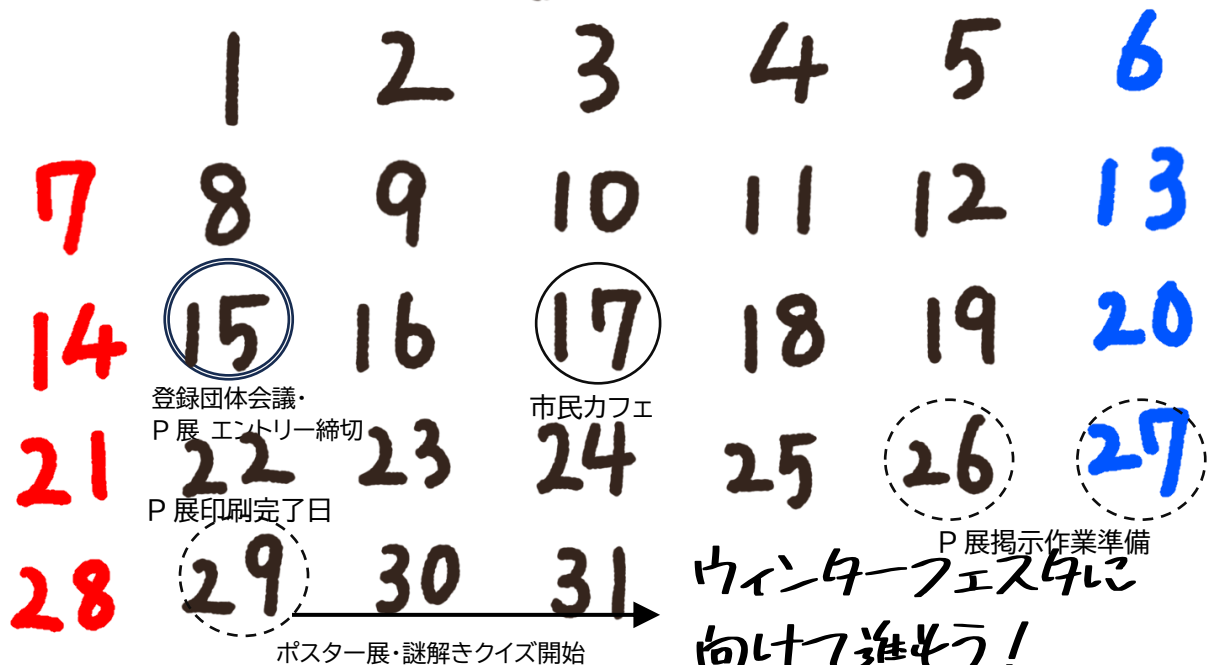 1 2 3 4 5 6
7 8 9 10 11 12 13
14 15 16 17 18 19 20
登録団体会議・
P展 エントリー締切
市民カフェ
21 22 23 24 25 26 27
P展印刷完了日
P展掲示作業準備
28 29 30 31
ウィンターフェスタに
向けて進もう!
ポスター展・謎解きクイズ開始